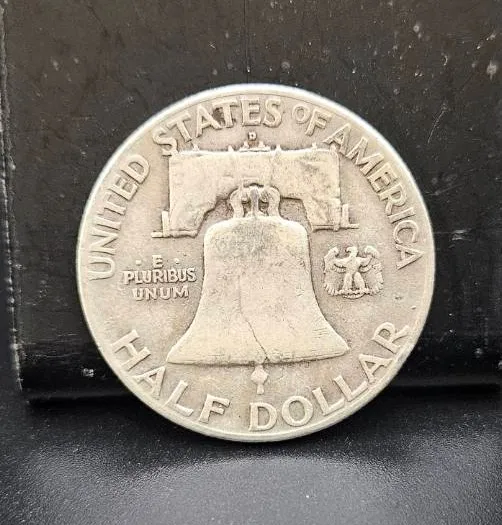 UNITED STATES OF AMERICA
D
E
PLURIBUS
UNUM
HALF DOLLAR